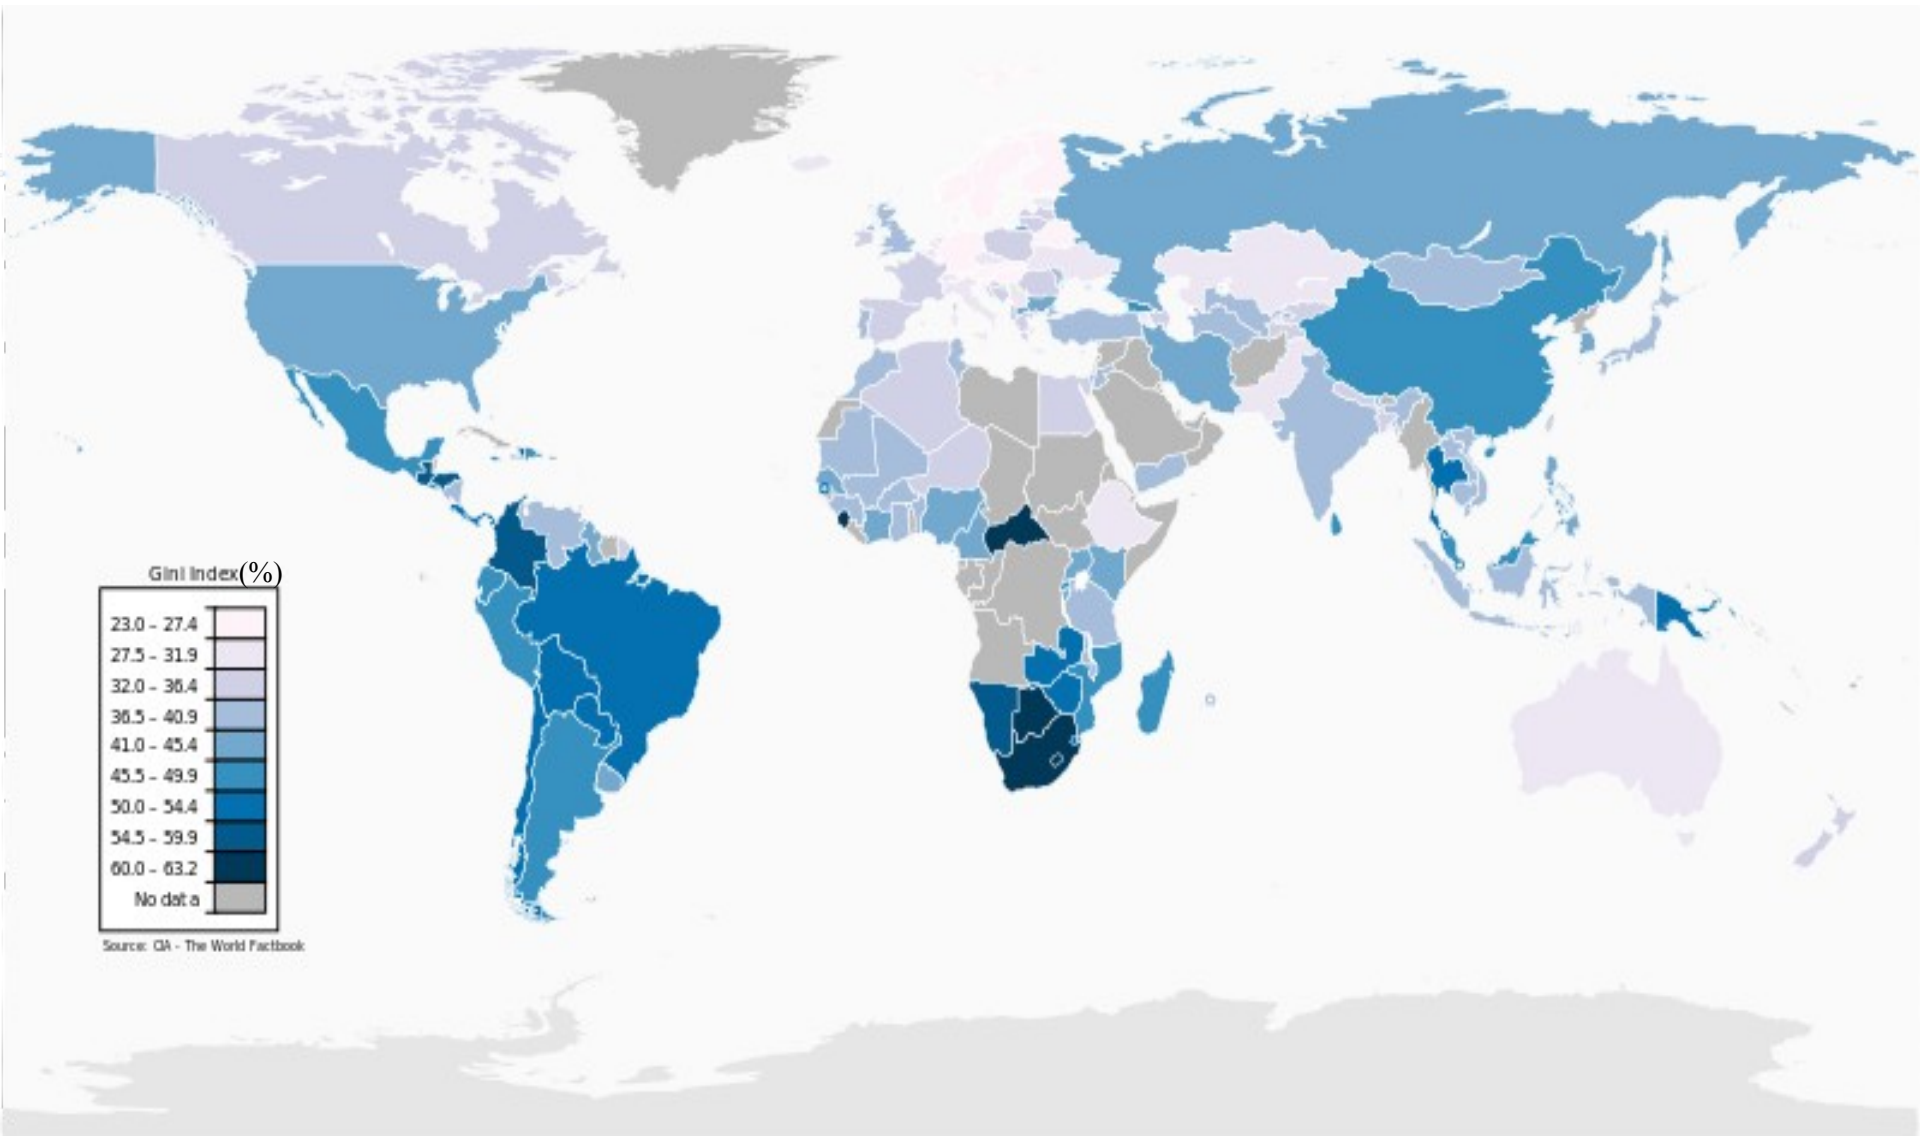 Gini Index(%)
23.0 - 27.4
27.5 - 31.9
32.0 - 36.4
36.5 - 40.9
41.0 - 45.4
45.5 - 49.9
50.0 - 54.4
54.5 - 59.9
60.0 - 63.2
No data
Source: CIA - The World Factbook